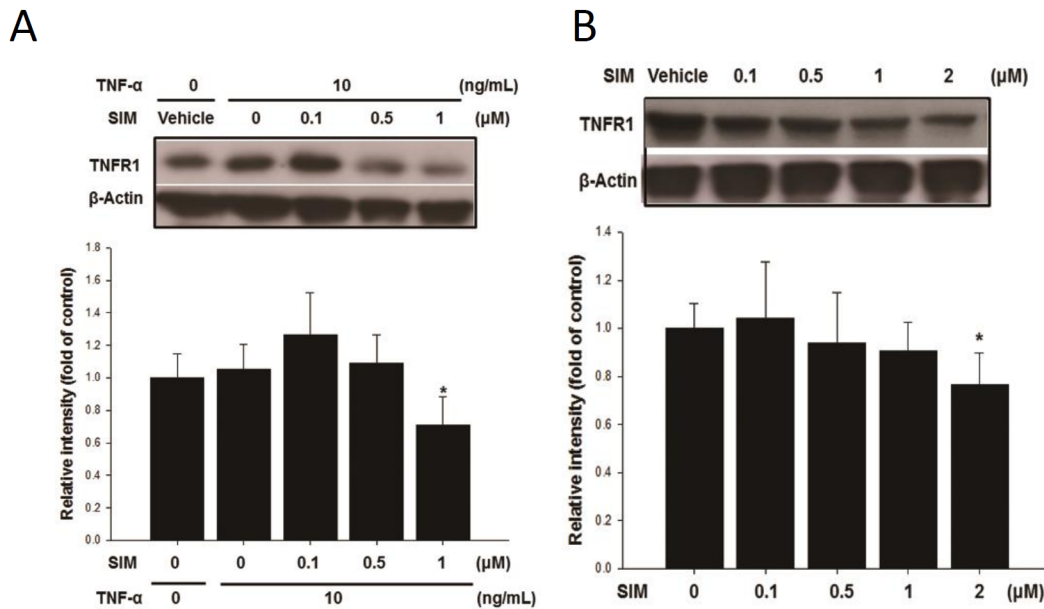 A
TNF-α 0 10 (ng/mL)
SIM Vehicle 0 0.1 0.5 1 (μM)
TNFR1
β-Actin
Relative intensity (fold of control)
1.8
1.6
1.4
1.2
1.0
0.8
0.6
0.4
0.2
0.0
*
SIM 0 0 0.1 0.5 1 (μM)
TNF-α 0 10 (ng/mL)
B
SIM Vehicle 0.1 0.5 1 2 (μM)
TNFR1
β-Actin
Relative intensity (fold of control)
1.4
1.2
1.0
0.8
0.6
0.4
0.2
0.0
*
SIM 0 0.1 0.5 1 2 (μM)